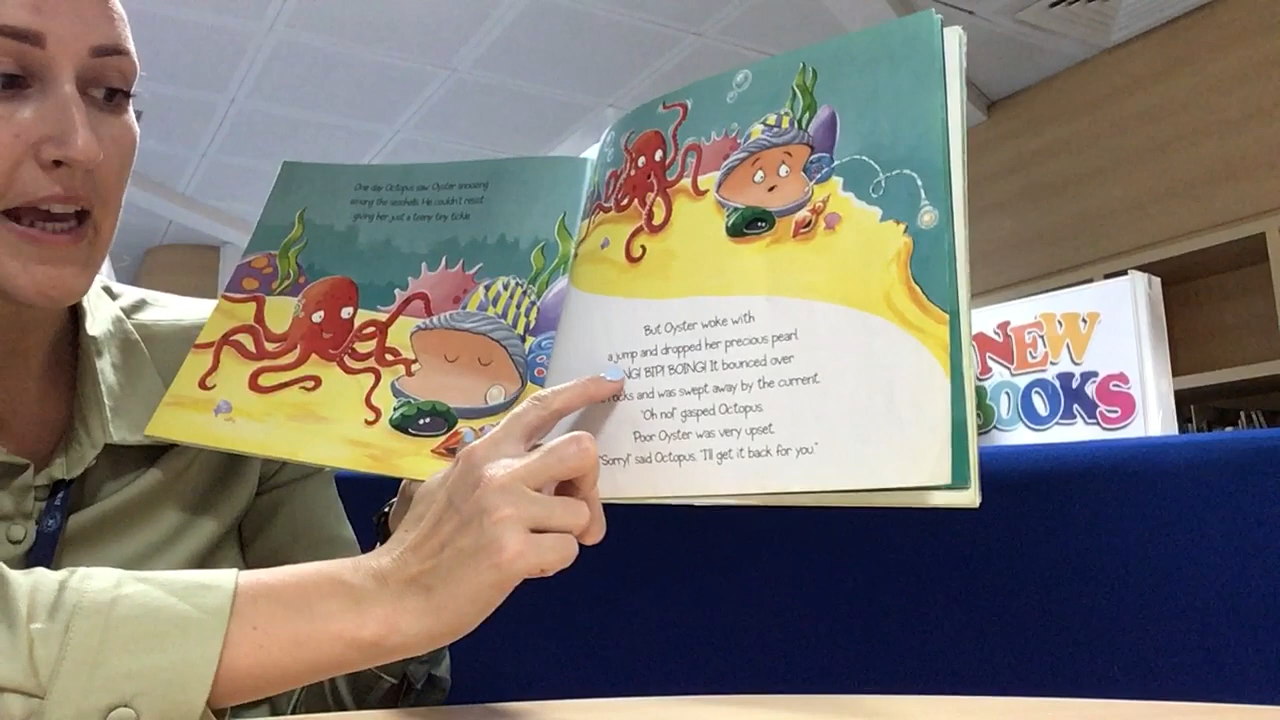 One day Octopus saw Oyster snoozing
among the seashells. He couldn't resist
giving her just a teeny tiny tickle
But Oyster woke with
a jump and dropped her precious pearl.
BIP! BOING! It bounced over
rocks and was swept away by the current.
"Oh no!" gasped Octopus.
Poor Oyster was very upset.
"Sorry!" said Octopus. "I'll get it back for you."
NEW
BOOKS